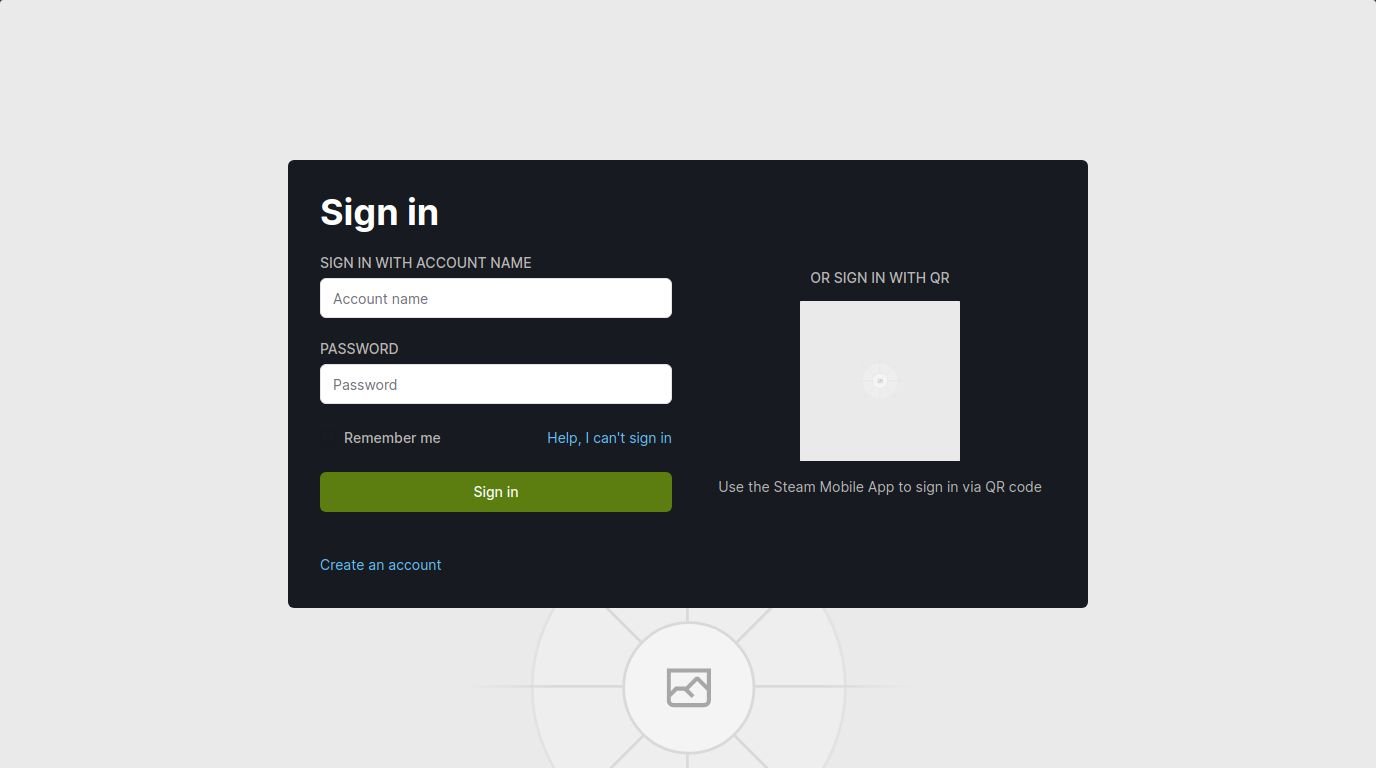 Sign in
SIGN IN WITH ACCOUNT NAME
Account name
PASSWORD
Password
Remember me
Help, I can't sign in
Sign in
Create an account
OR SIGN IN WITH QR
Use the Steam Mobile App to sign in via QR code